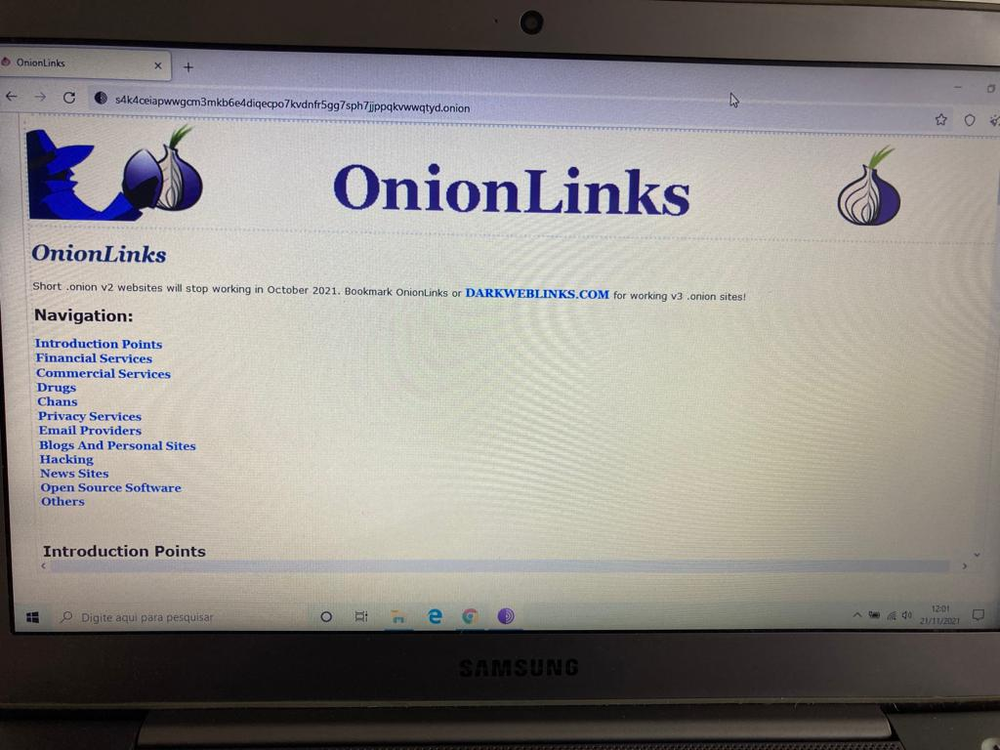 OnionLinks
s4k4ceiapwwgcm3mkb6e4diqecpo7kvdnfr5gg7sph7jjppqkvwwqtyd.onion
OnionLinks
OnionLinks
Short .onion v2 websites will stop working in October 2021. Bookmark OnionLinks or DARKWEBLINKS.COM for working v3 .onion sites!
Navigation:
Introduction Points
Financial Services
Commercial Services
Drugs
Chans
Privacy Services
Email Providers
Blogs And Personal Sites
Hacking
News Sites
Open Source Software
Others
Introduction Points
Digite aqui para pesquisar
12:01
21/11/2021
SAMSUNG